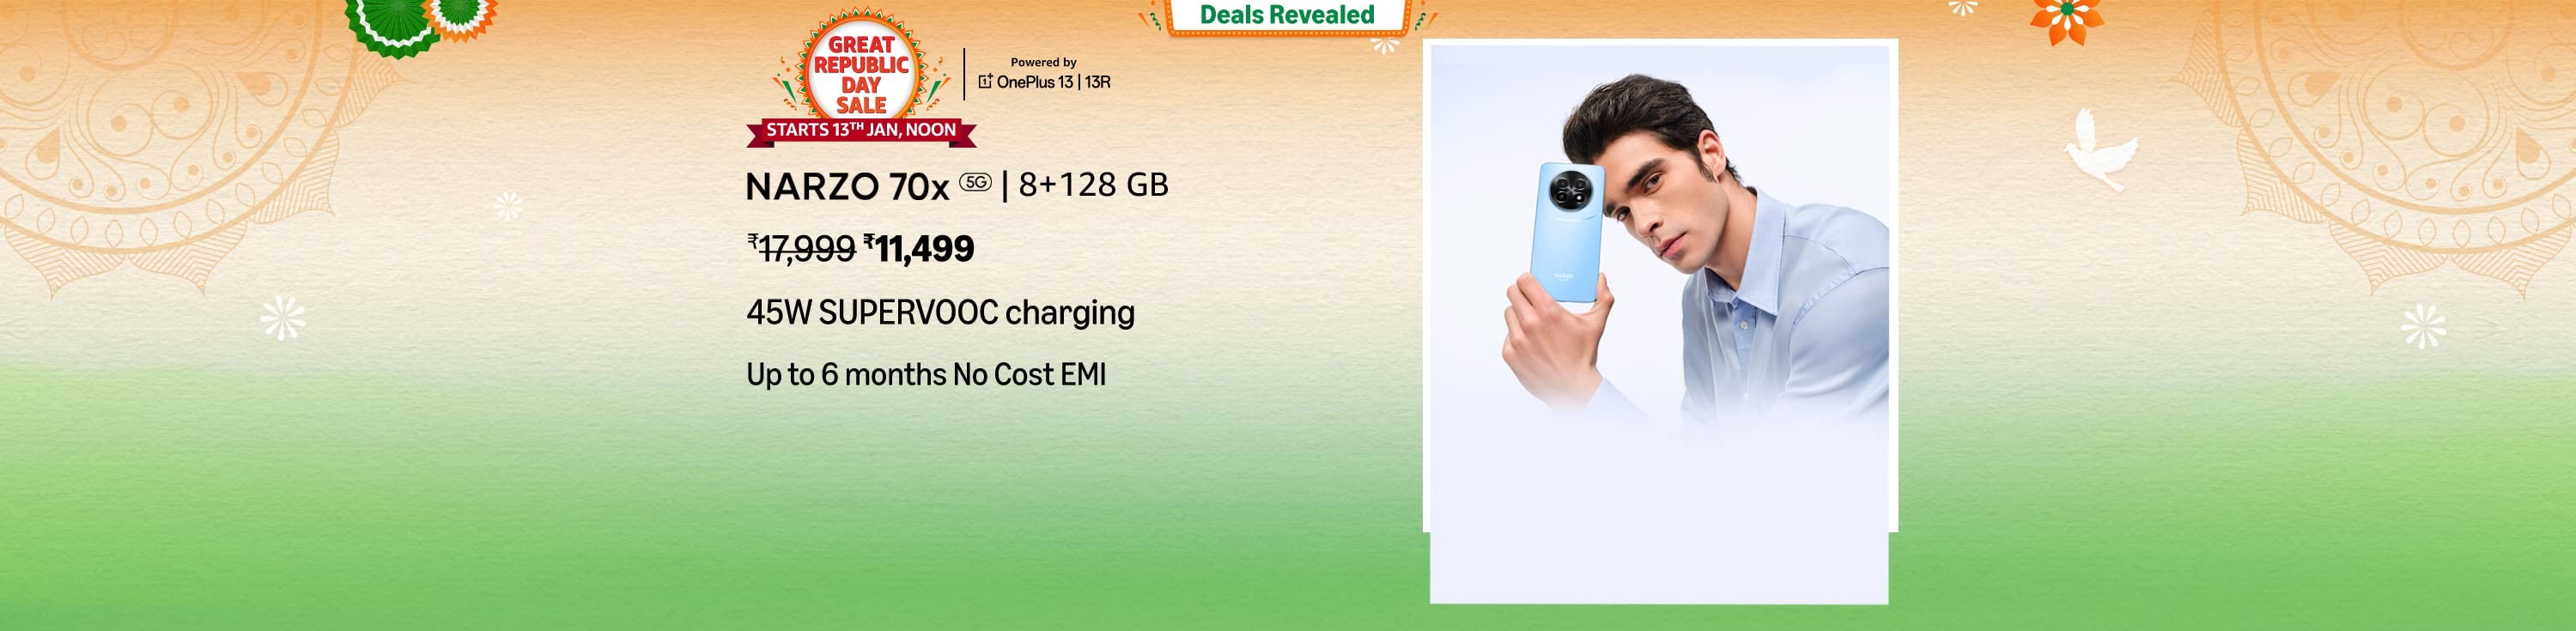 Deals Revealed
GREAT
REPUBLIC
DAY
SALE
STARTS 13TH JAN, NOON
Powered by
OnePlus 13 | 13R
NARZO 70x 5G | 8+128 GB
₹17,999 ₹11,499
45W SUPERVOOC charging
Up to 6 months No Cost EMI